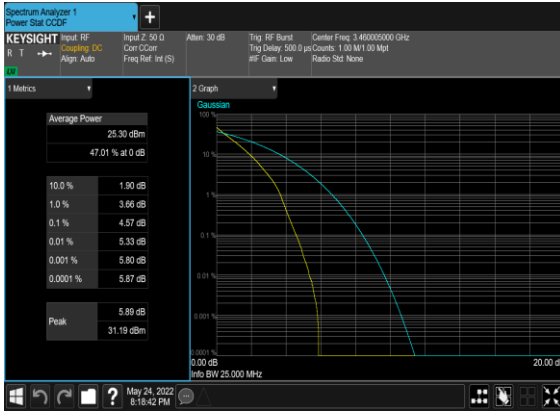 Spectrum Analyzer 1
Power Stat CCDF
KEYSIGHT Input: RF Input Z: 50 Ω Atten: 30 dB Trig: RF Burst Center Freq: 3.460005000 GHz
R T Coupling: DC Corr CCorr Trig Delay: 500.0 µs Counts: 1.00 M/1.00 Mpt
Align: Auto Freq Ref: Int (S) #IF Gain: Low Radio Std: None
1 Metrics
2 Graph
Average Power
25.30 dBm
47.01 % at 0 dB
10.0 % 1.90 dB
1.0 % 3.66 dB
0.1 % 4.57 dB
0.01 % 5.33 dB
0.001 % 5.80 dB
0.0001 % 5.87 dB
Peak
5.89 dB
31.19 dBm
Gaussian
100 %
10 %
1 %
0.1 %
0.01 %
0.001 %
0.0001 %
0.00 dB 20.00 d
Info BW 25.000 MHz
May 24, 2022
8:18:42 PM